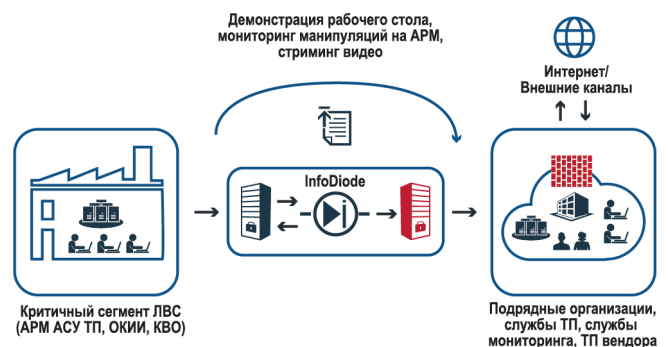 Демонстрация рабочего стола,
мониторинг манипуляций на АРМ,
стриминг видео
Интернет/
Внешние каналы
InfoDiode
Критичный сегмент ЛВС
(АРМ АСУ ТП, ОКИИ, КВО)
Подрядные организации,
службы ТП, службы
мониторинга, ТП вендора